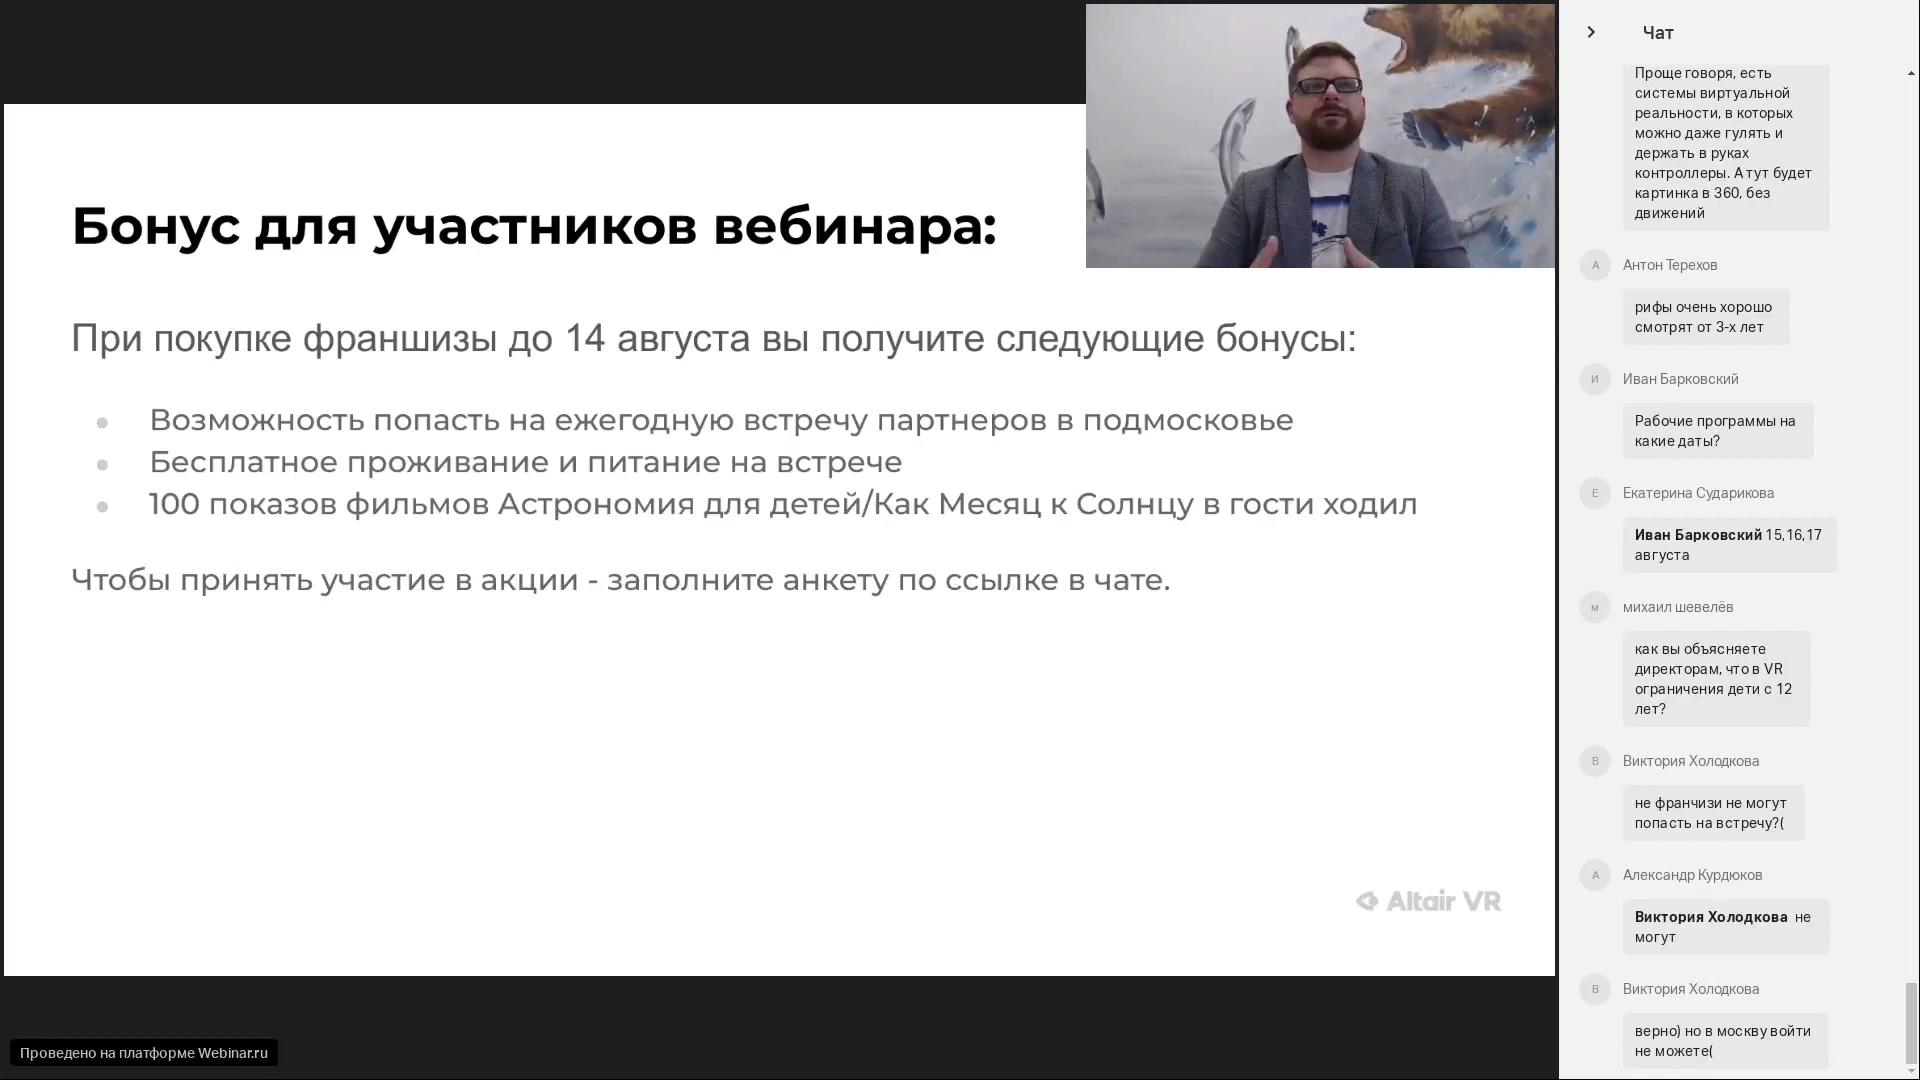 Бонус для участников вебинара:
При покупке франшизы до 14 августа вы получите следующие бонусы:
Возможность попасть на ежегодную встречу партнеров в подмосковье
Бесплатное проживание и питание на встрече
100 показов фильмов Астрономия для детей/Как Месяц к Солнцу в гости ходил
Чтобы принять участие в акции - заполните анкету по ссылке в чате.
Altair VR
Проведено на платформе Webinar.ru
Чат
Проще говоря, есть
системы виртуальной
реальности, в которых
можно даже гулять и
держать в руках
контроллеры. А тут будет
картинка в 360, без
движений
А
Антон Терехов
рифы очень хорошо
смотрят от 3-х лет
И
Иван Барковский
Рабочие программы на
какие даты?
Е
Екатерина Сударикова
Иван Барковский 15,16,17
августа
м
михаил шевелёв
как вы объясняете
директорам, что в VR
ограничения дети с 12
лет?
В
Виктория Холодкова
не франчизи не могут
попасть на встречу?(
А
Александр Курдюков
Виктория Холодкова не
могут
В
Виктория Холодкова
верно) но в москву войти
не можете(